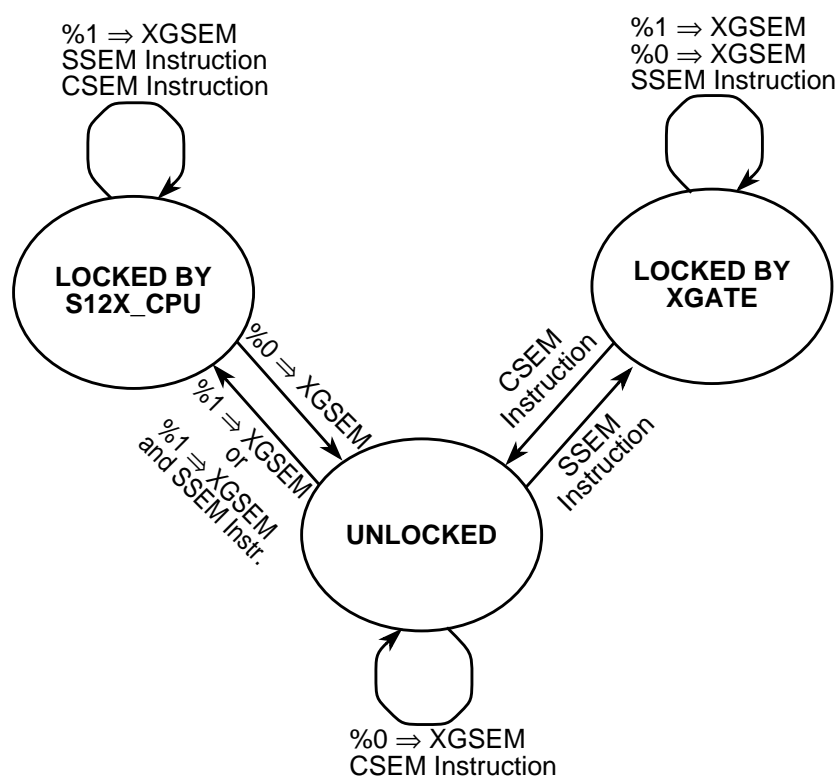 %1 ⇒ XGSEM
SSEM Instruction
CSEM Instruction
%1 ⇒ XGSEM
%0 ⇒ XGSEM
SSEM Instruction
LOCKED BY
S12X_CPU
LOCKED BY
XGATE
%0 ⇒ XGSEM
%1 ⇒ XGSEM
or
%1 ⇒ XGSEM
and SSEM Instr.
CSEM
Instruction
SSEM
Instruction
UNLOCKED
%0 ⇒ XGSEM
CSEM Instruction